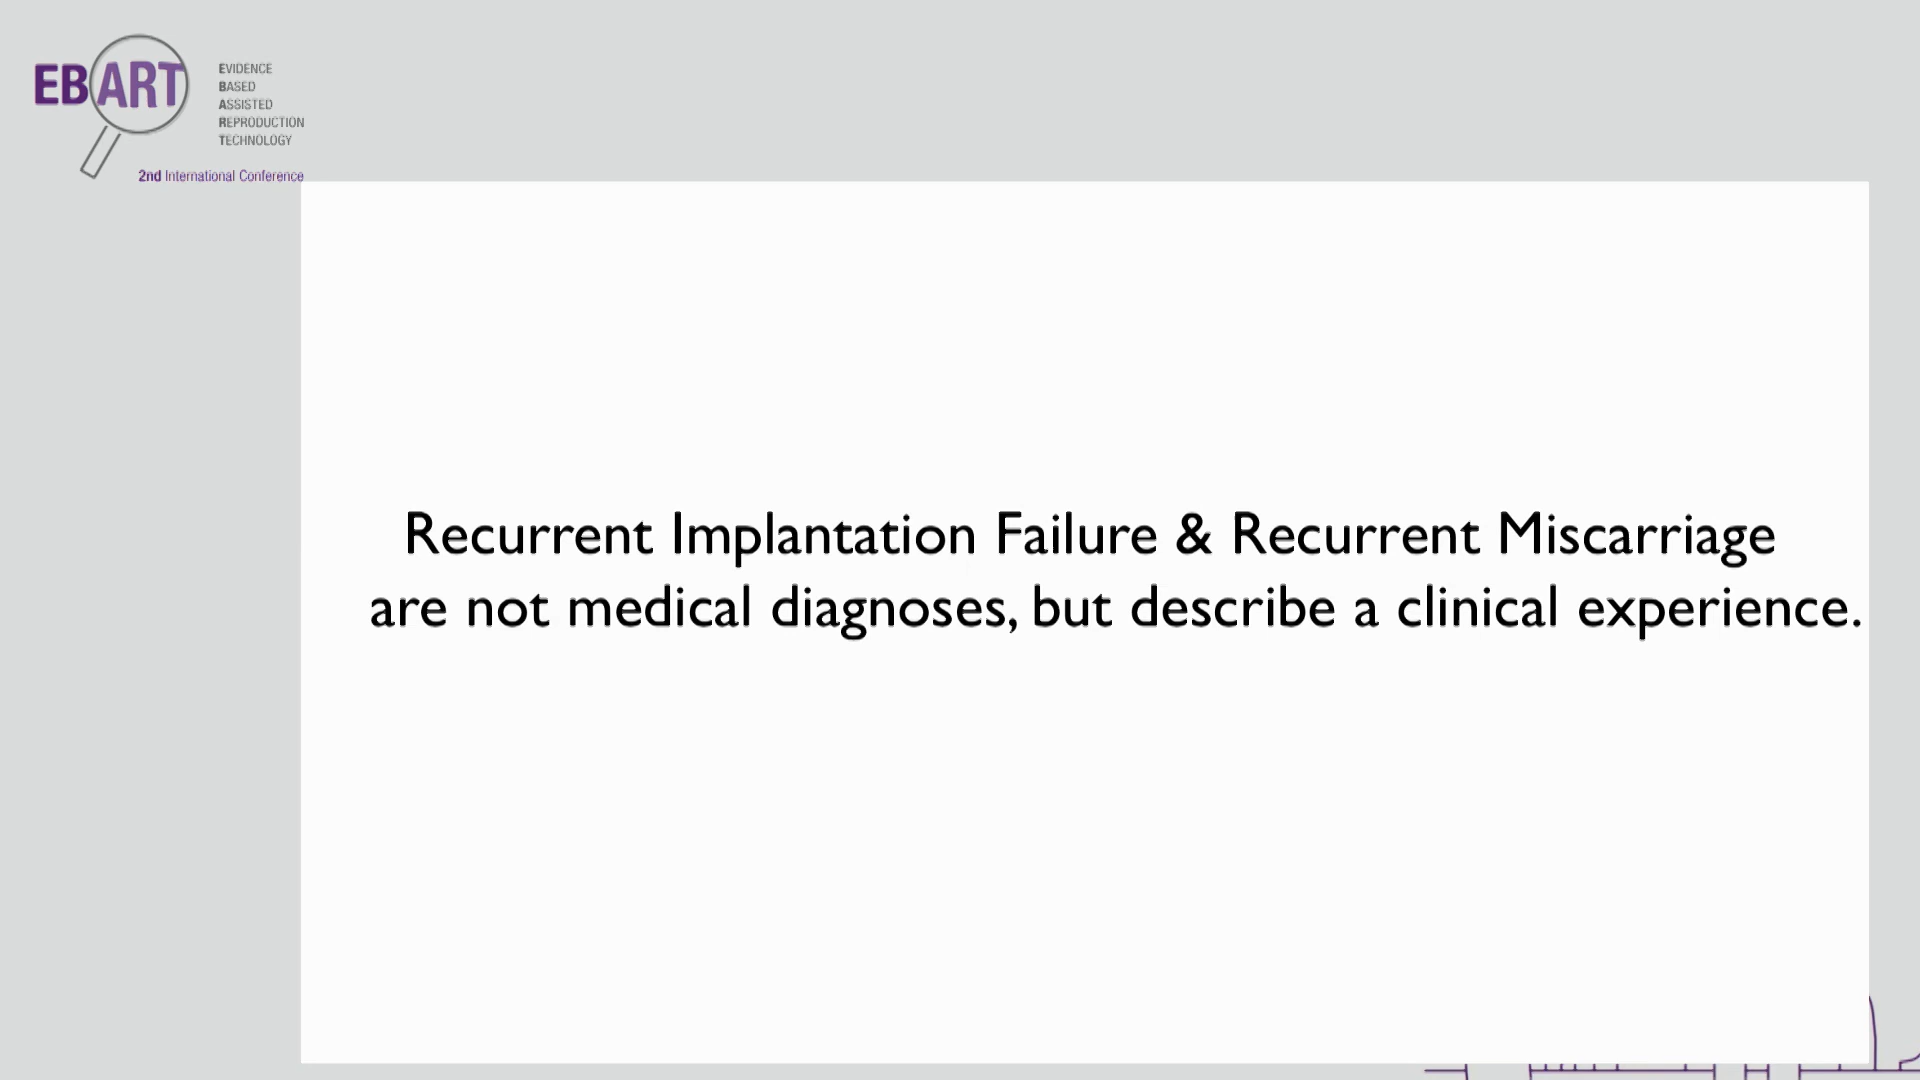 EBART
EVIDENCE
BASED
ASSISTED
REPRODUCTION
TECHNOLOGY
2nd International Conference
Recurrent Implantation Failure & Recurrent Miscarriage
are not medical diagnoses, but describe a clinical experience.